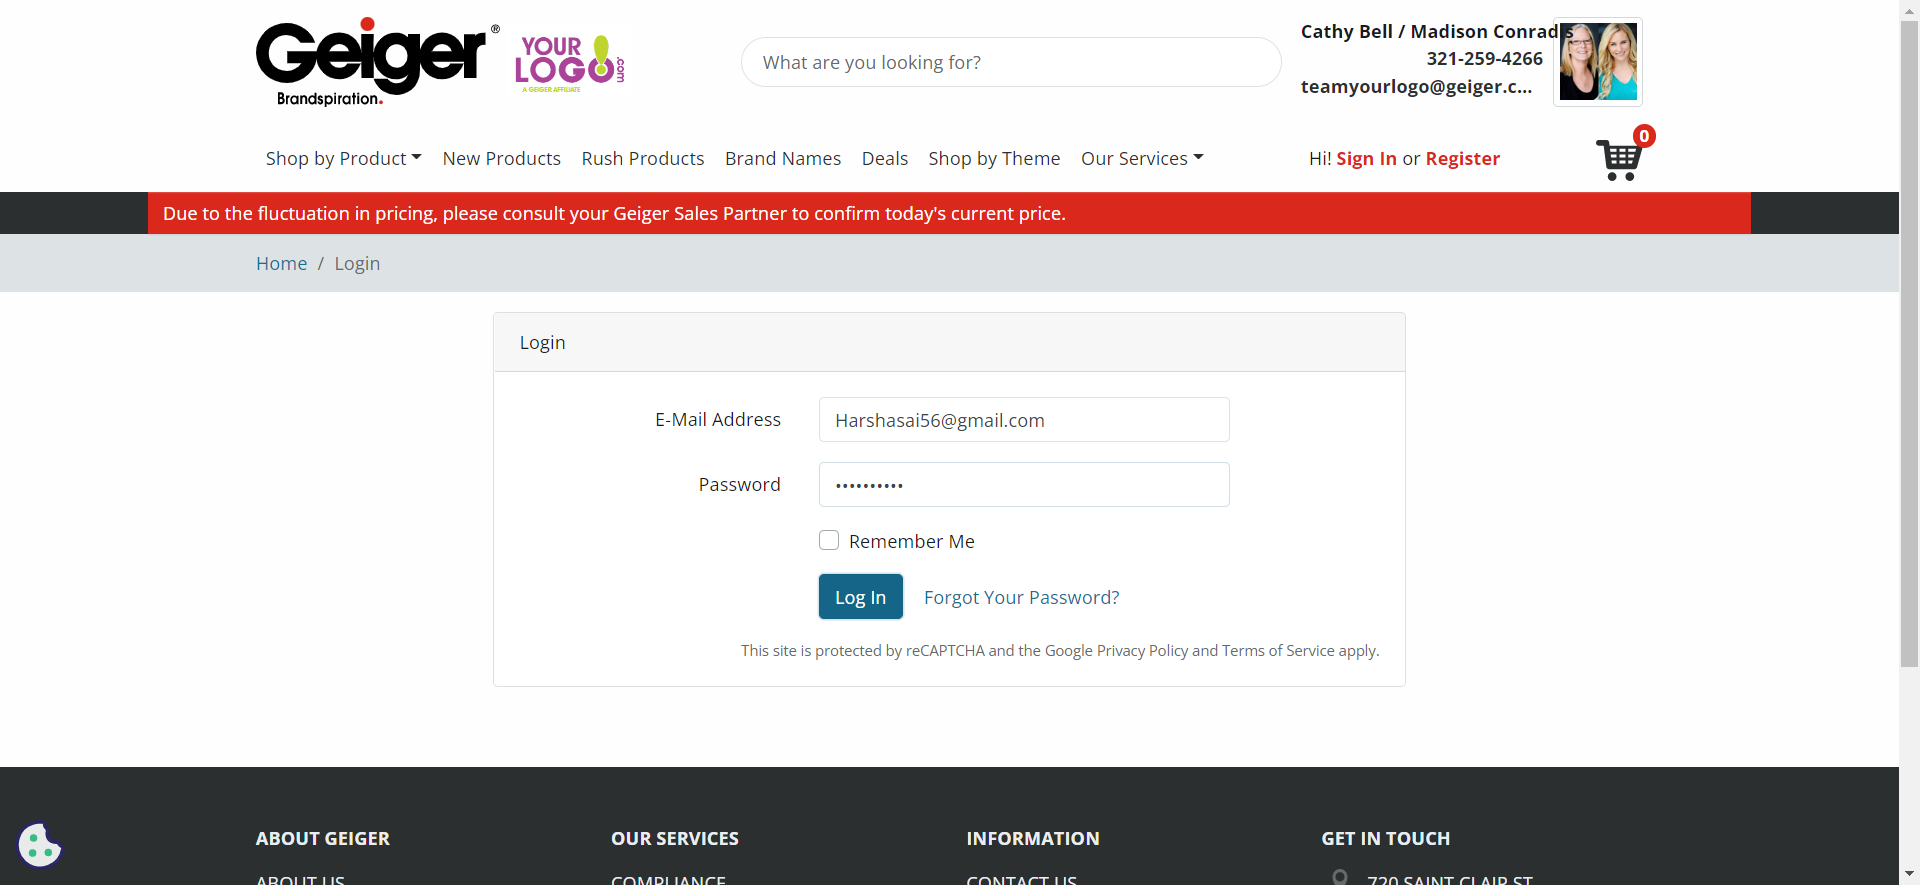 Geiger®
Brandspiration.
YOUR
LOGO!.com
A GEIGER AFFILIATE
What are you looking for?
Cathy Bell / Madison Conrad's
321-259-4266
teamyourlogo@geiger.c...
Shop by Product New Products Rush Products Brand Names Deals Shop by Theme Our Services
Hi! Sign In or Register
0
Due to the fluctuation in pricing, please consult your Geiger Sales Partner to confirm today's current price.
Home / Login
Login
E-Mail Address Harshasai56@gmail.com
Password ••••••••••
Remember Me
Log In Forgot Your Password?
This site is protected by reCAPTCHA and the Google Privacy Policy and Terms of Service apply.
ABOUT GEIGER OUR SERVICES INFORMATION GET IN TOUCH
ABOUT US COMPLIANCE CONTACT US 720 SAINT CLAIR ST